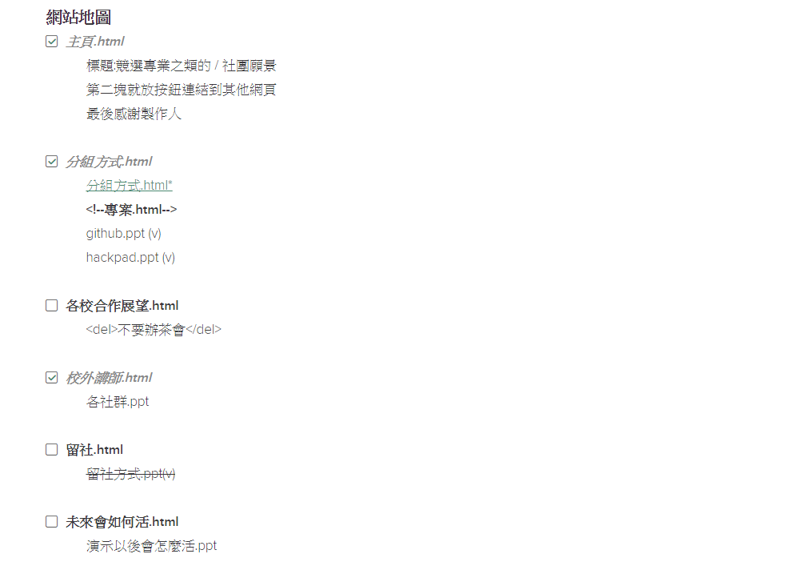 網站地圖
主頁.html
標題:競選專業之類的 / 社團願景
第二塊就放按鈕連結到其他網頁
最後感謝製作人
分組方式.html
分組方式.html"
<!--專案.html-->
github.ppt (v)
hackpad.ppt (v)
各校合作展望.html
<del>不要辦茶會</del>
校外講師.html
各社群.ppt
留社.html
留社方式.ppt(v)
未來會如何活.html
演示以後會怎麼活.ppt